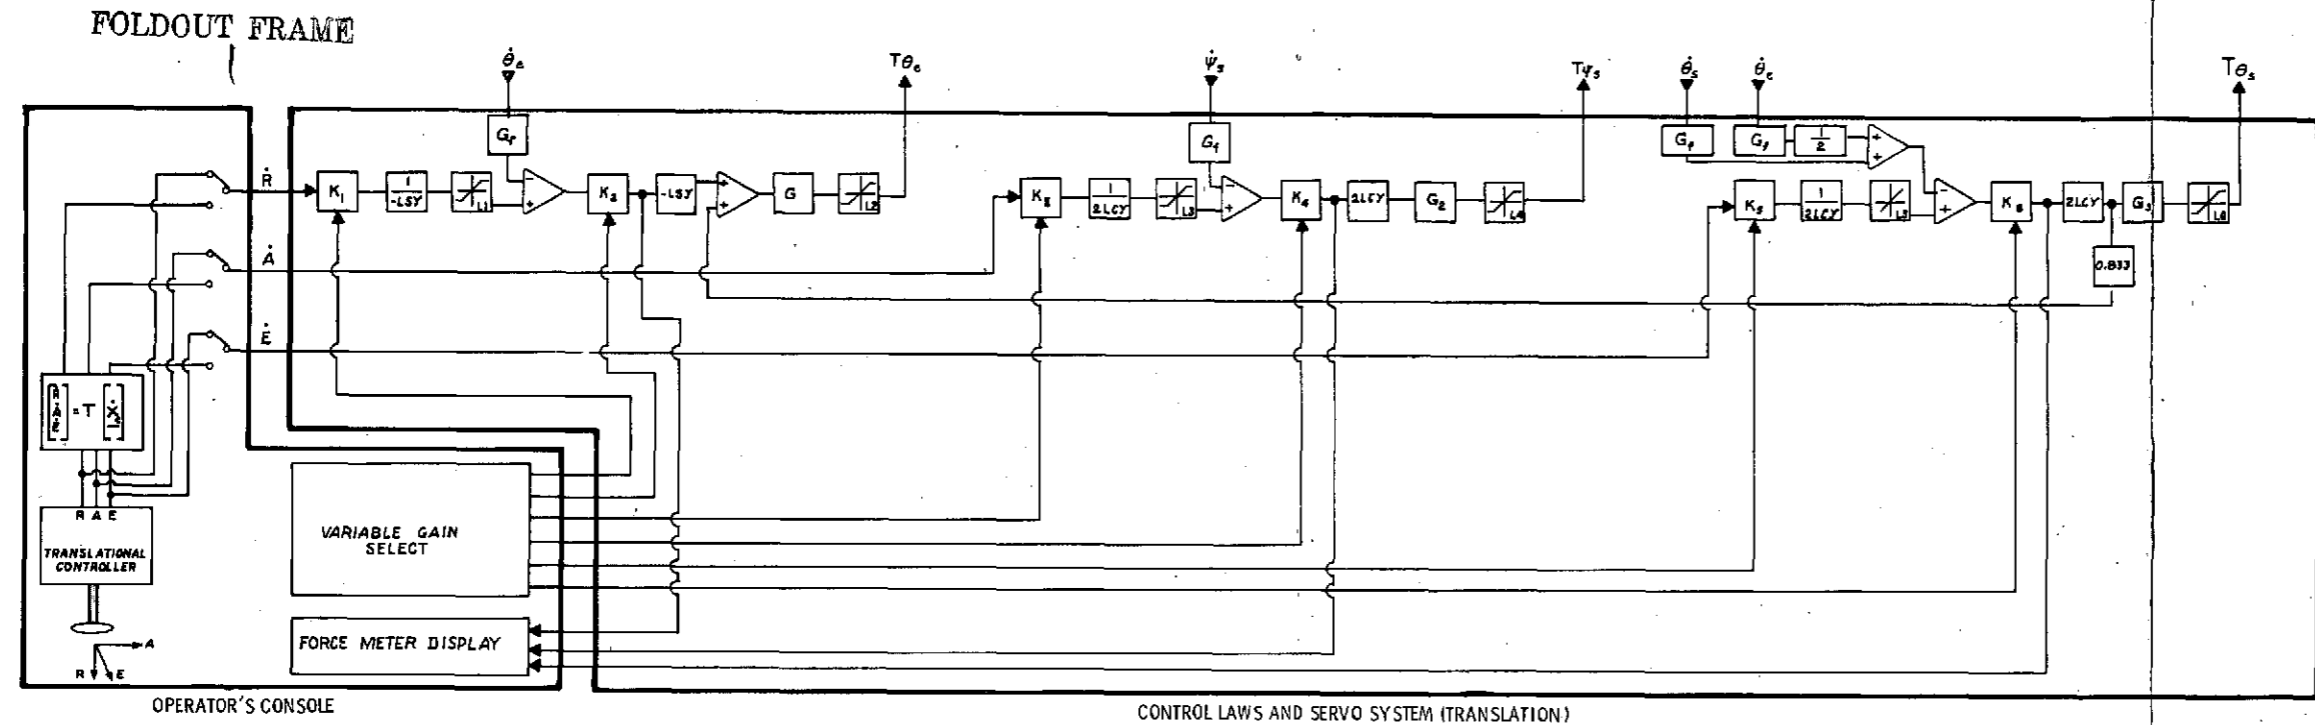 FOLDOUT FRAME
θ̇e
Tθe
ψ̇s
Tψs
θ̇s
θ̇e
Tθs
Gf
Gf
Gf
Gf
1/2
Ṙ
K1
1/-LSY
L1
-
+
K2
-LSY
+
+
G
L2
K3
1/2LCY
L3
-
+
K4
2LCY
G2
L4
+
+
K5
1/2LCY
L5
-
+
K6
2LCY
G3
L6
Ȧ
0.833
Ė
= T
R A E
TRANSLATIONAL
CONTROLLER
VARIABLE GAIN
SELECT
FORCE METER DISPLAY
A
R
E
OPERATOR'S CONSOLE
CONTROL LAWS AND SERVO SYSTEM (TRANSLATION)